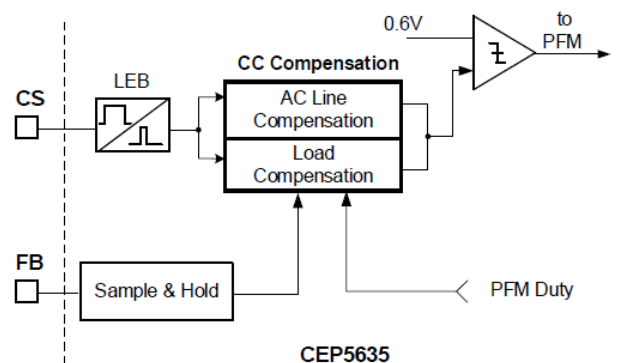 0.6V
to
PFM
CC Compensation
LEB
CS
AC Line
Compensation
Load
Compensation
FB
Sample & Hold
PFM Duty
CEP5635